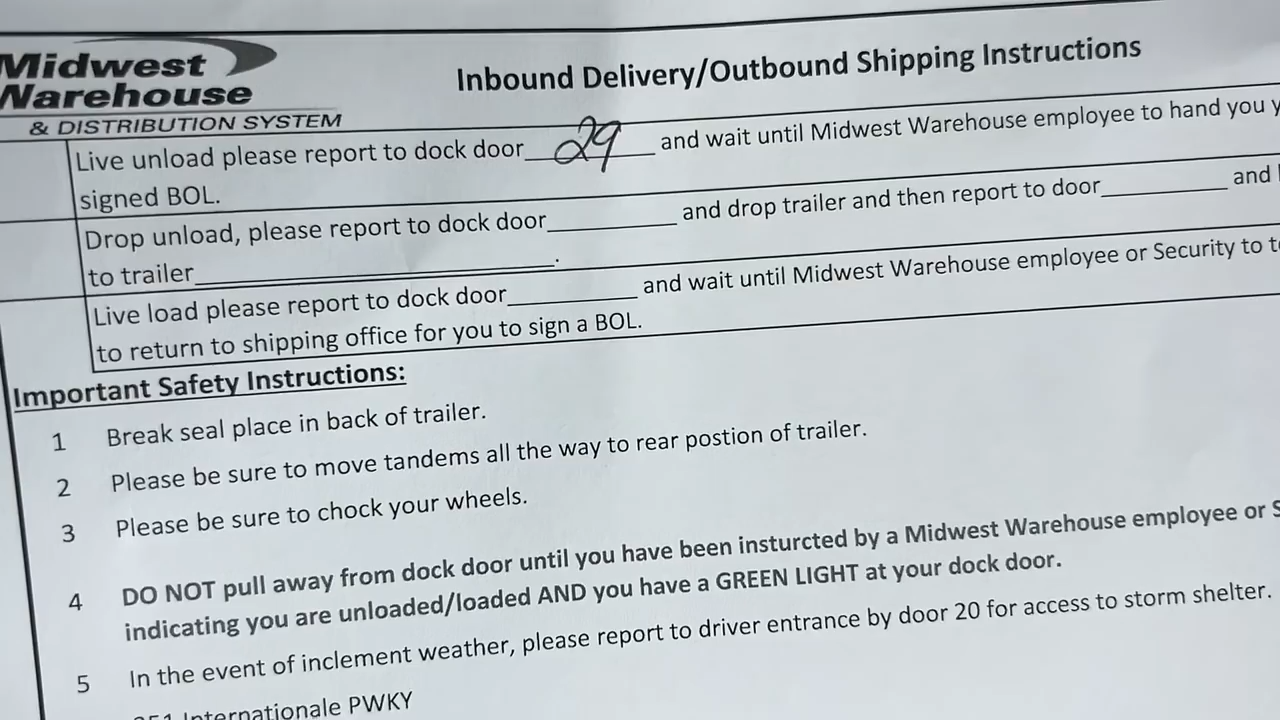 Midwest
Warehouse
& DISTRIBUTION SYSTEM
Inbound Delivery/Outbound Shipping Instructions
Live unload please report to dock door 29 and wait until Midwest Warehouse employee to hand you
signed BOL.
Drop unload, please report to dock door__________ and drop trailer and then report to door__________ and
to trailer____________________________.
Live load please report to dock door__________ and wait until Midwest Warehouse employee or Security to
to return to shipping office for you to sign a BOL.
Important Safety Instructions:
1 Break seal place in back of trailer.
2 Please be sure to move tandems all the way to rear postion of trailer.
3 Please be sure to chock your wheels.
4 DO NOT pull away from dock door until you have been insturcted by a Midwest Warehouse employee or
indicating you are unloaded/loaded AND you have a GREEN LIGHT at your dock door.
5 In the event of inclement weather, please report to driver entrance by door 20 for access to storm shelter.
Internationale PWKY